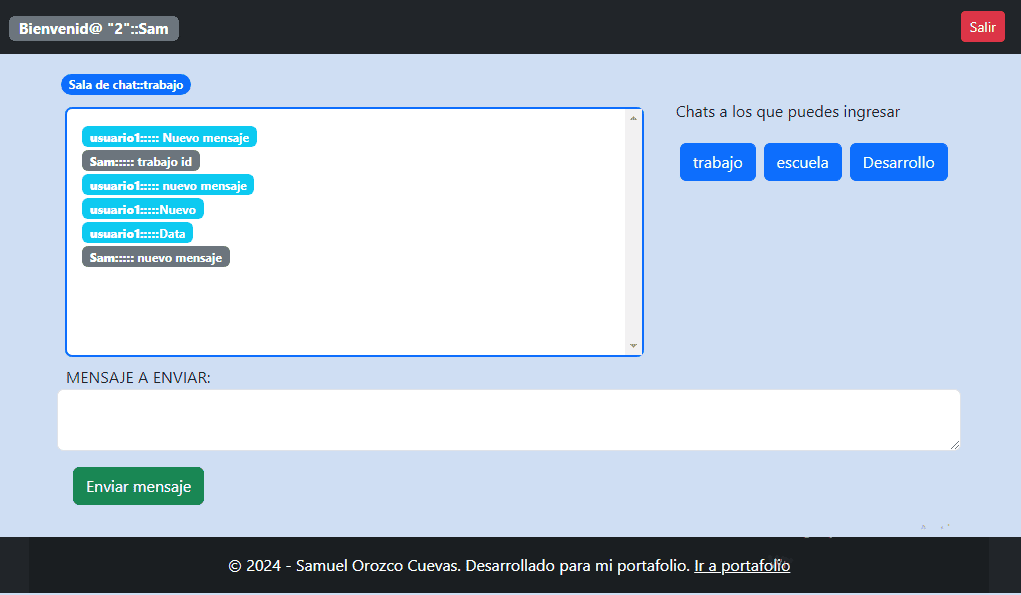 Bienvenid@ "2"::Sam
Salir
Sala de chat::trabajo
usuario1::::: Nuevo mensaje
Sam::::: trabajo id
usuario1::::: nuevo mensaje
usuario1:::::Nuevo
usuario1:::::Data
Sam::::: nuevo mensaje
Chats a los que puedes ingresar
trabajo escuela Desarrollo
MENSAJE A ENVIAR:
Enviar mensaje
© 2024 - Samuel Orozco Cuevas. Desarrollado para mi portafolio. Ir a portafolio